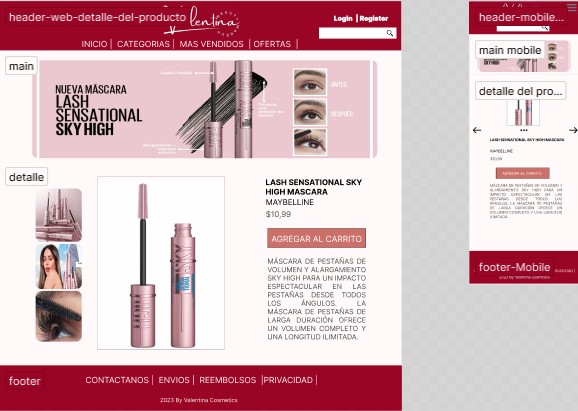 header-web-detalle-del-producto
Login | Register
INICIO | CATEGORIAS | MAS VENDIDOS | OFERTAS |
main
NUEVA MÁSCARA
LASH
SENSATIONAL
SKY HIGH
ANTES
DESPUÉS
detalle
LASH SENSATIONAL SKY
HIGH MASCARA
MAYBELLINE
$10,99
AGREGAR AL CARRITO
MÁSCARA DE PESTAÑAS DE
VOLUMEN Y ALARGAMIENTO
SKY HIGH PARA UN IMPACTO
ESPECTACULAR EN LAS
PESTAÑAS DESDE TODOS
LOS ÁNGULOS. LA
MÁSCARA DE PESTAÑAS DE
LARGA DURACIÓN OFRECE
UN VOLUMEN COMPLETO Y
UNA LONGITUD ILIMITADA.
footer
CONTACTANOS | ENVIOS | REEMBOLSOS |PRIVACIDAD |
2023 By Valentina Cosmetics
header-mobile...
main mobile
SKY HIGH
detalle del pro...
LASH SENSATIONAL SKY HIGH MASCARA
MAYBELLINE
$10,99
AGREGAR AL CARRITO
MÁSCARA DE PESTAÑAS DE VOLUMEN Y
ALARGAMIENTO SKY HIGH PARA UN
IMPACTO ESPECTACULAR EN LAS
PESTAÑAS DESDE TODOS LOS
ÁNGULOS. LA MÁSCARA DE PESTAÑAS
DE LARGA DURACIÓN OFRECE UN
VOLUMEN COMPLETO Y UNA LONGITUD
ILIMITADA.
footer-Mobile
2023 By Valentina Cosmetics